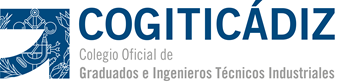 COGITICÁDIZ
Colegio Oficial de
Graduados e Ingenieros Técnicos Industriales